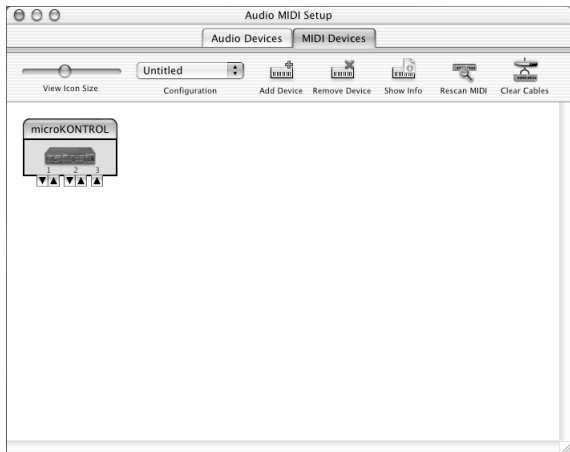 Audio MIDI Setup
Audio Devices MIDI Devices
Untitled
View Icon Size Configuration Add Device Remove Device Show Info Rescan MIDI Clear Cables
microKONTROL
1 2 3